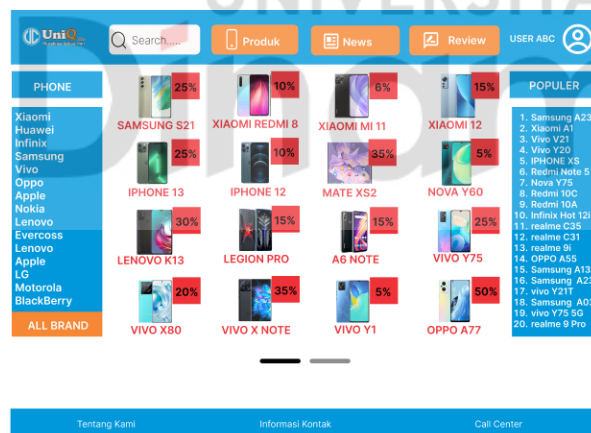 UNIVERSITA
Dinam
UniQ
Search.....
Produk
News
Review
USER ABC
PHONE
Xiaomi
Huawei
Infinix
Samsung
Vivo
Oppo
Apple
Nokia
Lenovo
Evercoss
Lenovo
Apple
LG
Motorola
BlackBerry
ALL BRAND
25%
10%
6%
15%
SAMSUNG S21
XIAOMI REDMI 8
XIAOMI MI 11
XIAOMI 12
25%
10%
35%
5%
IPHONE 13
IPHONE 12
MATE XS2
NOVA Y60
30%
15%
15%
25%
LENOVO K13
LEGION PRO
A6 NOTE
VIVO Y75
20%
35%
5%
50%
VIVO X80
VIVO X NOTE
VIVO Y1
OPPO A77
POPULER
1. Samsung A23
2. Xiaomi A1
3. Vivo V21
4. Vivo Y20
5. IPHONE XS
6. Redmi Note 5
7. Nova Y75
8. Redmi 10C
9. Redmi 10A
10. Infinix Hot 12i
11. realme C35
12. realme C31
13. realme 9i
14. OPPO A55
15. Samsung A13
16. Samsung A23
17. vivo Y21T
18. Samsung A03
19. vivo Y75 5G
20. realme 9 Pro
Tentang Kami
Informasi Kontak
Call Center